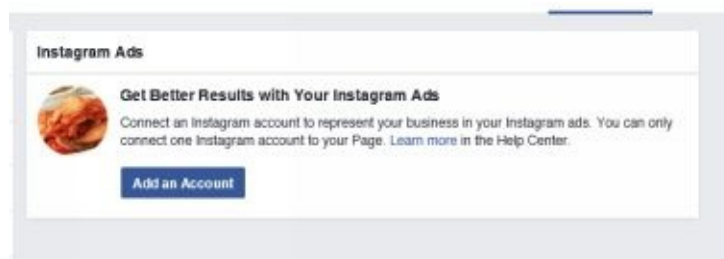 Instagram Ads
Get Better Results with Your Instagram Ads
Connect an Instagram account to represent your business in your Instagram ads. You can only
connect one Instagram account to your Page. Learn more in the Help Center.
Add an Account